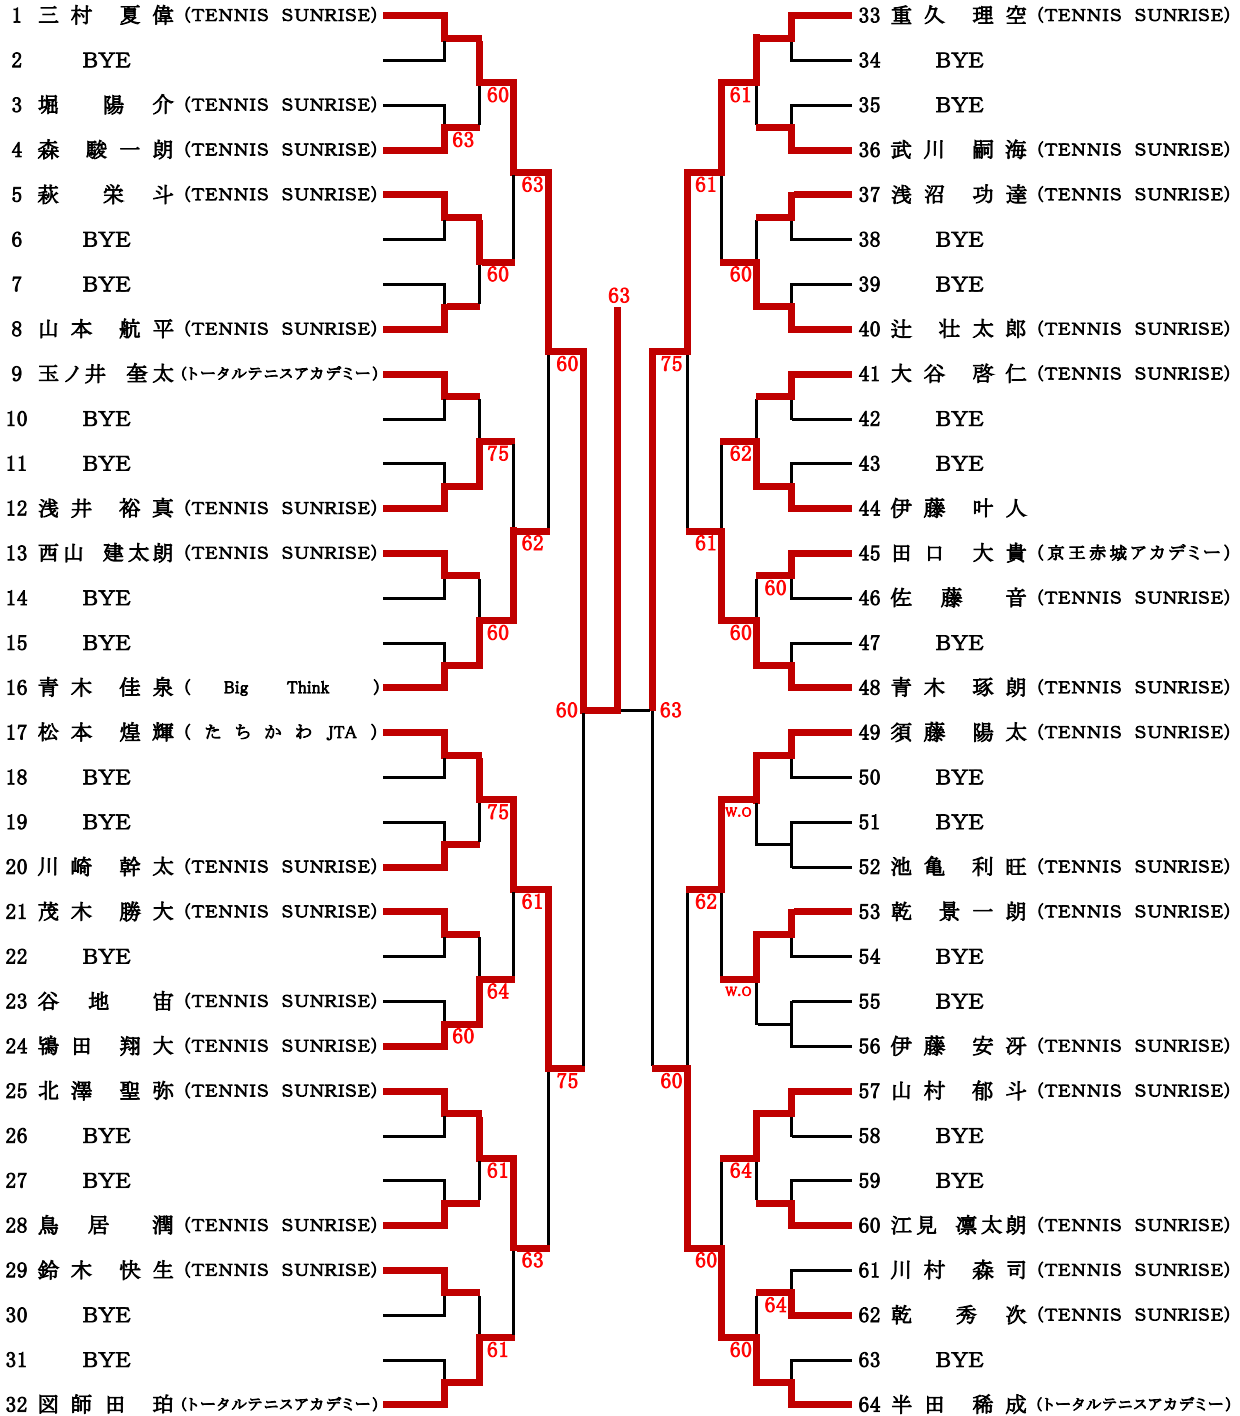 1 三村 夏偉 (TENNIS SUNRISE)
2 BYE
3 堀 陽介 (TENNIS SUNRISE)
60
4 森 駿一朗 (TENNIS SUNRISE)
63
5 萩 栄斗 (TENNIS SUNRISE)
63
6 BYE
7 BYE
60
8 山本 航平 (TENNIS SUNRISE)
9 玉ノ井 奎太 (トータルテニスアカデミー)
60
10 BYE
11 BYE
75
12 浅井 裕真 (TENNIS SUNRISE)
13 西山 建太朗 (TENNIS SUNRISE)
62
14 BYE
15 BYE
60
16 青木 佳泉 ( Big Think )
60
17 松本 煌輝 ( たちかわ JTA )
18 BYE
19 BYE
75
20 川崎 幹太 (TENNIS SUNRISE)
21 茂木 勝大 (TENNIS SUNRISE)
61
22 BYE
23 谷地 宙 (TENNIS SUNRISE)
64
24 鴇田 翔大 (TENNIS SUNRISE)
60
25 北澤 聖弥 (TENNIS SUNRISE)
75
26 BYE
27 BYE
61
28 鳥居 潤 (TENNIS SUNRISE)
29 鈴木 快生 (TENNIS SUNRISE)
63
30 BYE
31 BYE
61
32 図師田 珀 (トータルテニスアカデミー)
63
33 重久 理空 (TENNIS SUNRISE)
34 BYE
35 BYE
61
36 武川 嗣海 (TENNIS SUNRISE)
37 浅沼 功達 (TENNIS SUNRISE)
61
38 BYE
39 BYE
60
40 辻 壮太郎 (TENNIS SUNRISE)
41 大谷 啓仁 (TENNIS SUNRISE)
75
42 BYE
43 BYE
62
44 伊藤 叶人
45 田口 大貴 (京王赤城アカデミー)
61
60
46 佐藤 音 (TENNIS SUNRISE)
47 BYE
60
48 青木 琢朗 (TENNIS SUNRISE)
63
49 須藤 陽太 (TENNIS SUNRISE)
50 BYE
51 BYE
w.o
52 池亀 利旺 (TENNIS SUNRISE)
53 乾 景一朗 (TENNIS SUNRISE)
62
54 BYE
55 BYE
w.o
56 伊藤 安冴 (TENNIS SUNRISE)
57 山村 郁斗 (TENNIS SUNRISE)
60
58 BYE
59 BYE
64
60 江見 凛太朗 (TENNIS SUNRISE)
61 川村 森司 (TENNIS SUNRISE)
60
64
62 乾 秀次 (TENNIS SUNRISE)
63 BYE
60
64 半田 稀成 (トータルテニスアカデミー)